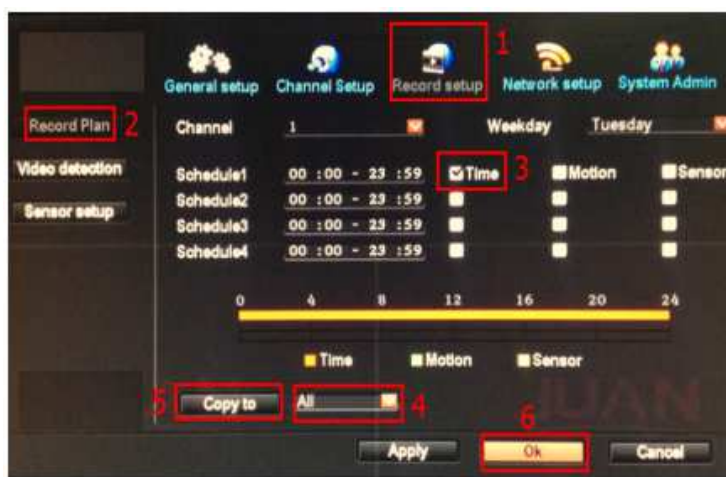 1
General setup Channel Setup Record setup Network setup System Admin
Record Plan 2
Channel 1 Weekday Tuesday
3
Video detection
Schedule1 00 :00 - 23 :59 Time Motion Sensor
Schedule2 00 :00 - 23 :59
Sensor setup
Schedule3 00 :00 - 23 :59
Schedule4 00 :00 - 23 :59
0 4 8 12 16 20 24
Time Motion Sensor
5 Copy to All 4
JUAN
6
Apply Ok Cancel